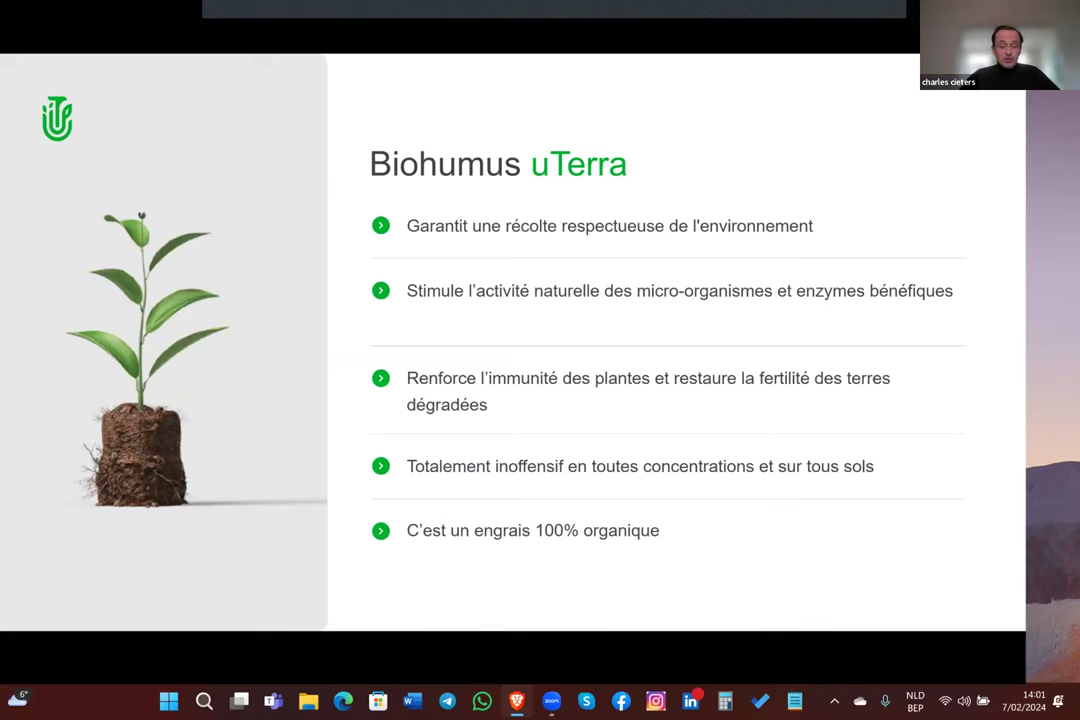 charles cieters
Biohumus uTerra
Garantit une récolte respectueuse de l'environnement
Stimule l’activité naturelle des micro-organismes et enzymes bénéfiques
Renforce l’immunité des plantes et restaure la fertilité des terres
dégradées
Totalement inoffensif en toutes concentrations et sur tous sols
C’est un engrais 100% organique
6°
zoom
NLD
BEP
14:01
7/02/2024